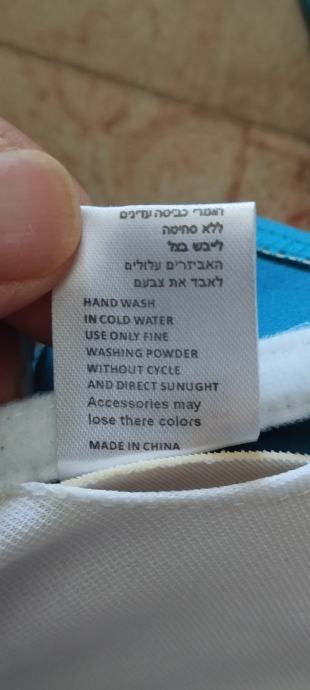 חומרי כביסה עדינים
ללא סחיטה
לייבש בצל
האביזרים עלולים
לאבד את צבעם
HAND WASH
IN COLD WATER
USE ONLY FINE
WASHING POWDER
WITHOUT CYCLE
AND DIRECT SUNUGHT
Accessories may
lose there colors
MADE IN CHINA